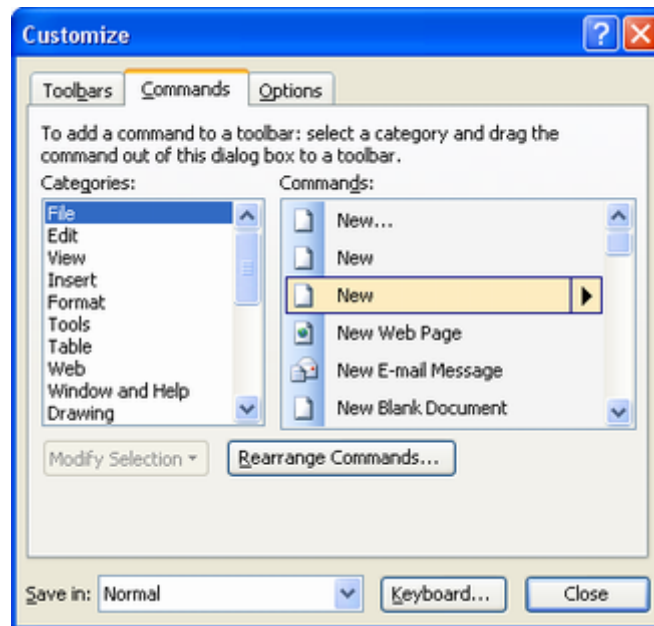 Customize
Toolbars Commands Options
To add a command to a toolbar: select a category and drag the
command out of this dialog box to a toolbar.
Categories: Commands:
File
Edit
View
Insert
Format
Tools
Table
Web
Window and Help
Drawing
New...
New
New
New Web Page
New E-mail Message
New Blank Document
Modify Selection Rearrange Commands...
Save in: Normal Keyboard... Close